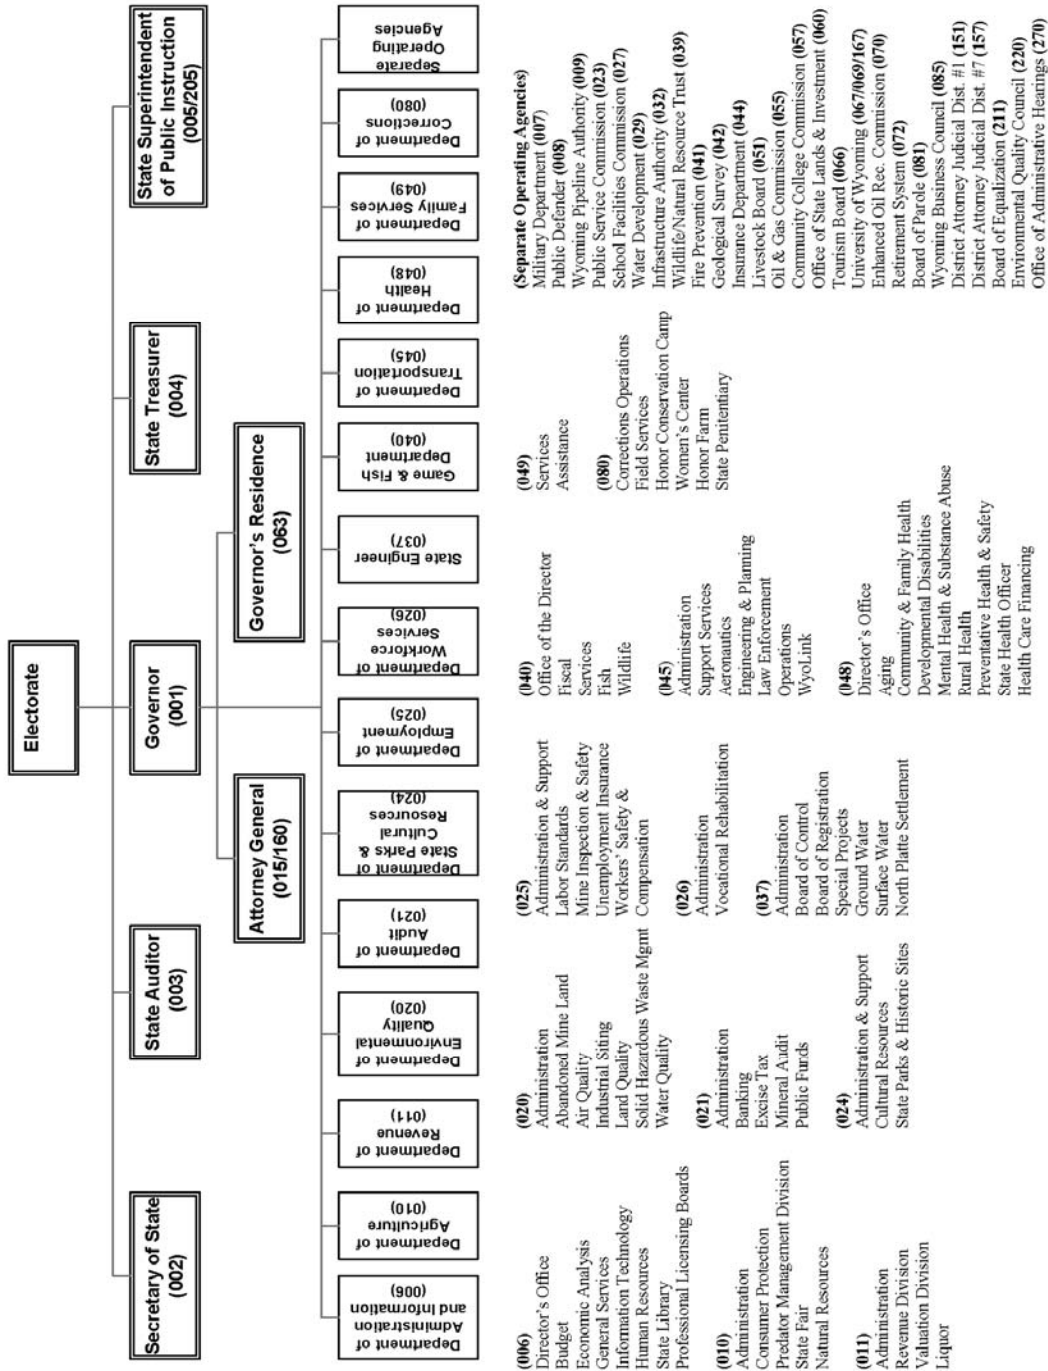 Electorate
Secretary of State
(002)
State Auditor
(003)
Governor
(001)
State Treasurer
(004)
State Superintendent
of Public Instruction
(005/205)
Attorney General
(015/160)
Governor's Residence
(063)
Department of
Administration
and Information
(006)
Department of
Agriculture
(010)
Department of
Revenue
(011)
Department of
Environmental
Quality
(020)
Department of
Audit
(021)
Department of
State Parks &
Cultural
Resources
(024)
Department of
Employment
(025)
Department of
Workforce
Services
(026)
State Engineer
(037)
Game & Fish
Department
(040)
Department of
Transportation
(045)
Department of
Health
(048)
Department of
Family Services
(049)
Department of
Corrections
(080)
Separate
Operating
Agencies
(006)
Director's Office
Budget
Economic Analysis
General Services
Information Technology
Human Resources
State Library
Professional Licensing Boards
(010)
Administration
Consumer Protection
Predator Management Division
State Fair
Natural Resources
(011)
Administration
Revenue Division
Valuation Division
Liquor
(020)
Administration
Abandoned Mine Land
Air Quality
Industrial Siting
Land Quality
Solid Hazardous Waste Mgmt
Water Quality
(021)
Administration
Banking
Excise Tax
Mineral Audit
Public Funds
(024)
Administration & Support
Cultural Resources
State Parks & Historic Sites
(025)
Administration & Support
Labor Standards
Mine Inspection & Safety
Unemployment Insurance
Workers' Safety &
Compensation
(026)
Administration
Vocational Rehabilitation
(037)
Administration
Board of Control
Board of Registration
Special Projects
Ground Water
Surface Water
North Platte Settlement
(040)
Office of the Director
Fiscal
Services
Fish
Wildlife
(045)
Administration
Support Services
Aeronautics
Engineering & Planning
Law Enforcement
Operations
WyoLink
(048)
Director's Office
Aging
Community & Family Health
Developmental Disabilities
Mental Health & Substance Abuse
Rural Health
Preventative Health & Safety
State Health Officer
Health Care Financing
(049)
Services
Assistance
(080)
Corrections Operations
Field Services
Honor Conservation Camp
Women's Center
Honor Farm
State Penitentiary
(Separate Operating Agencies)
Military Department (007)
Public Defender (008)
Wyoming Pipeline Authority (009)
Public Service Commission (023)
School Facilities Commission (027)
Water Development (029)
Infrastructure Authority (032)
Wildlife/Natural Resource Trust (039)
Fire Prevention (041)
Geological Survey (042)
Insurance Department (044)
Livestock Board (051)
Oil & Gas Commission (055)
Community College Commission (057)
Office of State Lands & Investment (060)
Tourism Board (066)
University of Wyoming (067/069/167)
Enhanced Oil Rec. Commission (070)
Retirement System (072)
Board of Parole (081)
Wyoming Business Council (085)
District Attorney Judicial Dist. #1 (151)
District Attorney Judicial Dist. #7 (157)
Board of Equalization (211)
Environmental Quality Council (220)
Office of Administrative Hearings (270)